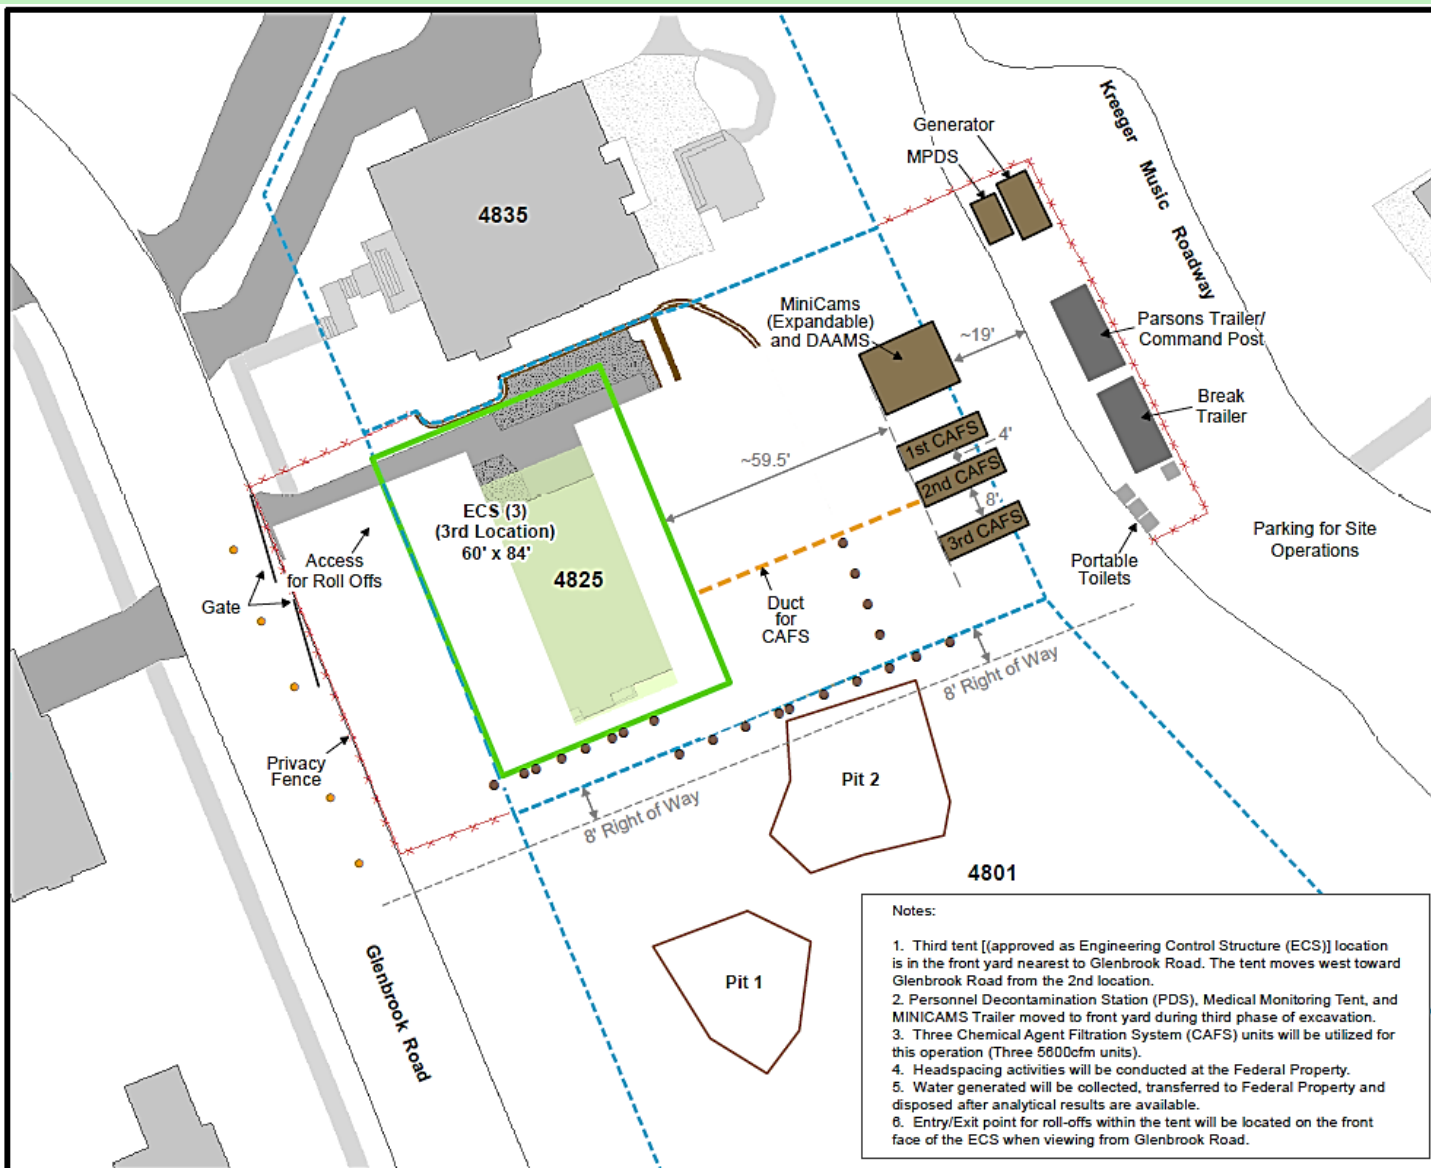 Kreeger Music Roadway
Generator
MPDS
4835
MiniCams
(Expandable)
and DAAMS
~19'
Parsons Trailer/
Command Post
Break
Trailer
1st CAFS
4'
~59.5'
2nd CAFS
8'
ECS (3)
(3rd Location)
60' x 84'
3rd CAFS
Parking for Site
Operations
Access
for Roll Offs
4825
Portable
Toilets
Gate
Duct
for
CAFS
8' Right of Way
Privacy
Fence
Pit 2
8' Right of Way
4801
Pit 1
Glenbrook Road
Notes:
1. Third tent [(approved as Engineering Control Structure (ECS)] location
is in the front yard nearest to Glenbrook Road. The tent moves west toward
Glenbrook Road from the 2nd location.
2. Personnel Decontamination Station (PDS), Medical Monitoring Tent, and
MINICAMS Trailer moved to front yard during third phase of excavation.
3. Three Chemical Agent Filtration System (CAFS) units will be utilized for
this operation (Three 5600cfm units).
4. Headspacing activities will be conducted at the Federal Property.
5. Water generated will be collected, transferred to Federal Property and
disposed after analytical results are available.
6. Entry/Exit point for roll-offs within the tent will be located on the front
face of the ECS when viewing from Glenbrook Road.